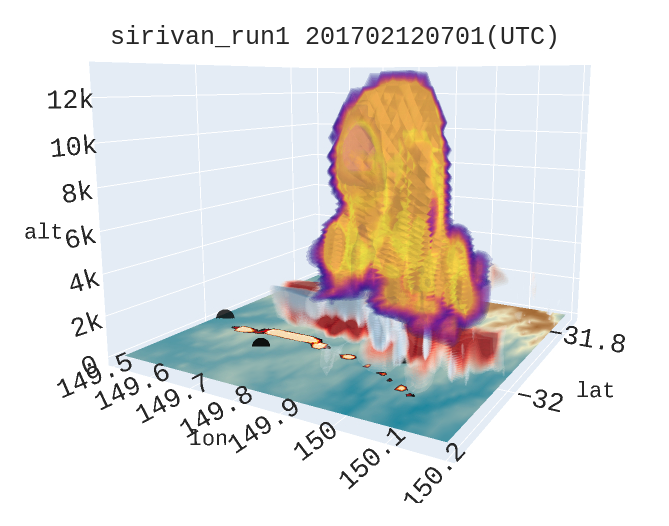 sirivan_run1 201702120701(UTC)
12k
10k
8k
alt
6k
4k
2k
0
149.5
149.6
149.7
149.8
149.9
150
150.1
150.2
lon
-31.8
-32
lat